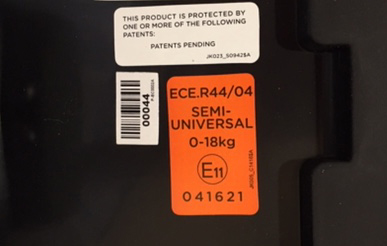 THIS PRODUCT IS PROTECTED BY
ONE OR MORE OF THE FOLLOWING
PATENTS:
PATENTS PENDING
JK023_50942$A
00044
ECE.R44/04
SEMI-
UNIVERSAL
0-18kg
E11
041621